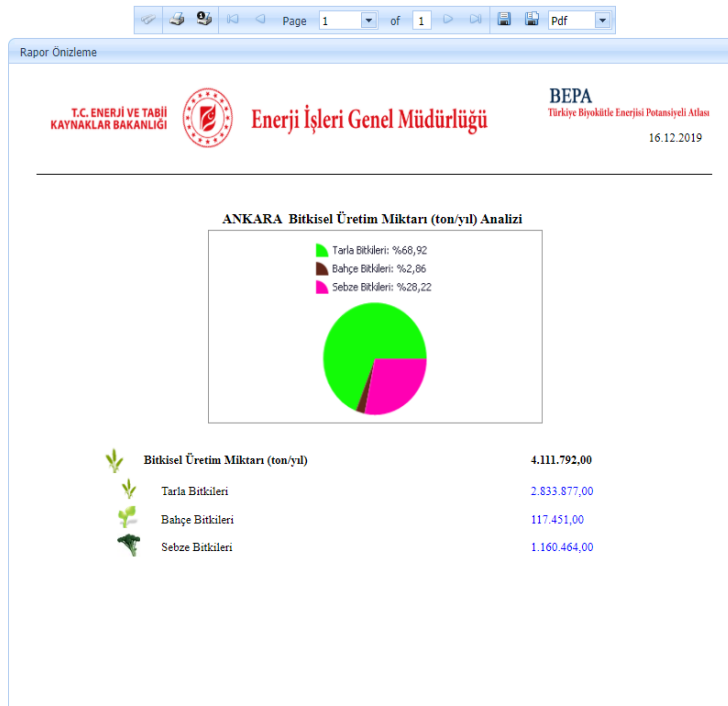 Page 1 of 1 Pdf
Rapor Önizleme
T.C. ENERJİ VE TABİİ
KAYNAKLAR BAKANLIĞI
Enerji İşleri Genel Müdürlüğü
BEPA
Türkiye Biyokütle Enerjisi Potansiyeli Atlası
16.12.2019
ANKARA Bitkisel Üretim Miktarı (ton/yıl) Analizi
Tarla Bitkileri: %68,92
Bahçe Bitkileri: %2,86
Sebze Bitkileri: %28,22
Bitkisel Üretim Miktarı (ton/yıl) 4.111.792,00
Tarla Bitkileri 2.833.877,00
Bahçe Bitkileri 117.451,00
Sebze Bitkileri 1.160.464,00